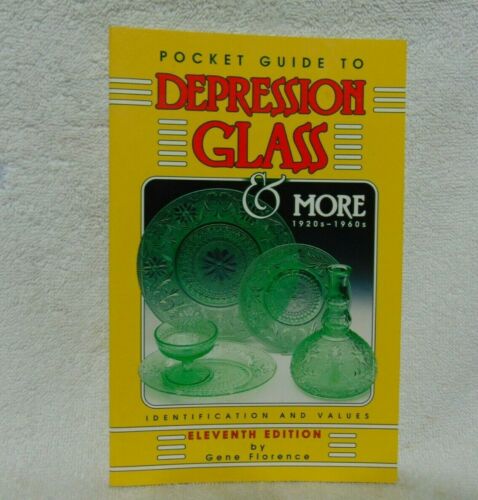 POCKET GUIDE TO
DEPRESSION
GLASS
& MORE
1920s-1960s
IDENTIFICATION AND VALUES
ELEVENTH EDITION
by
Gene Florence